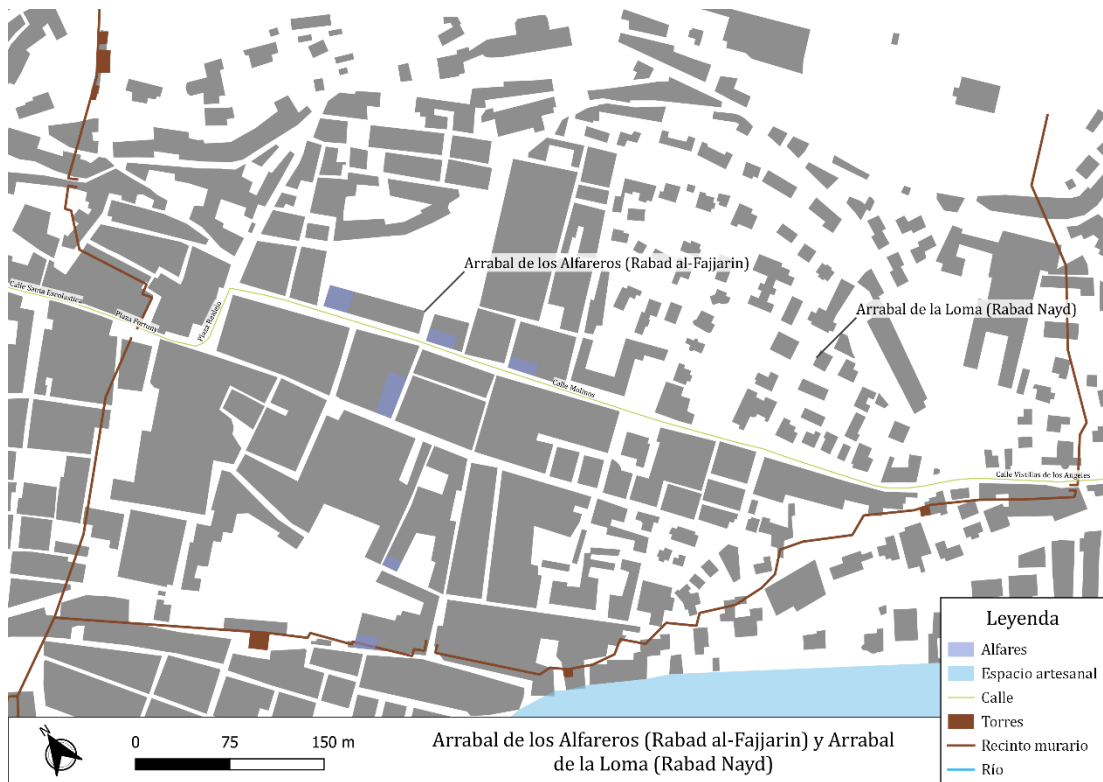 Arrabal de los Alfareros (Rabad al-Fajjarin)
Calle Santa Escolastica
Plaza Fortuny
Plaza Realejo
Arrabal de la Loma (Rabad Nayd)
Calle Molinos
Calle Vistillas de los Angeles
Leyenda
Alfares
Espacio artesanal
Calle
Torres
Recinto murario
Río
N
0 75 150 m
Arrabal de los Alfareros (Rabad al-Fajjarin) y Arrabal
de la Loma (Rabad Nayd)